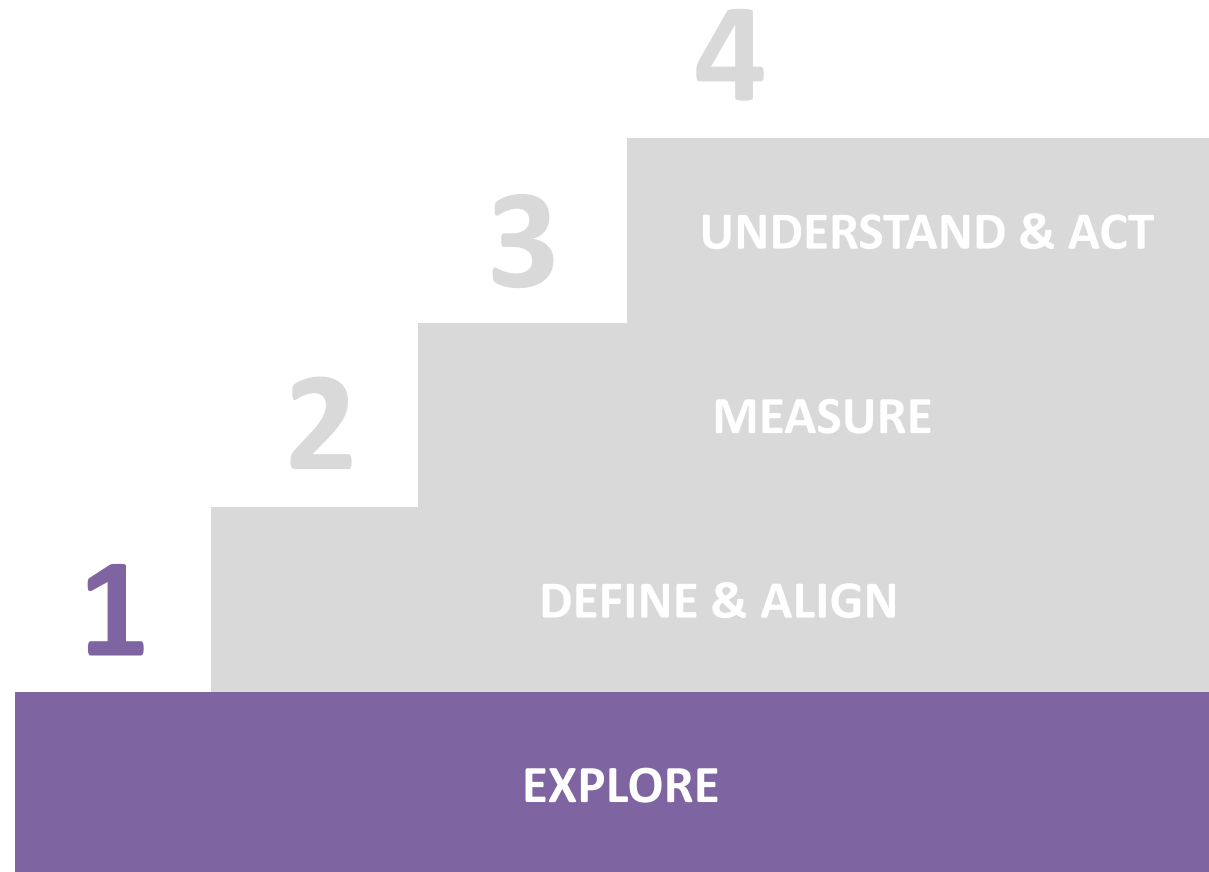 4
UNDERSTAND & ACT
3
MEASURE
2
DEFINE & ALIGN
1
EXPLORE